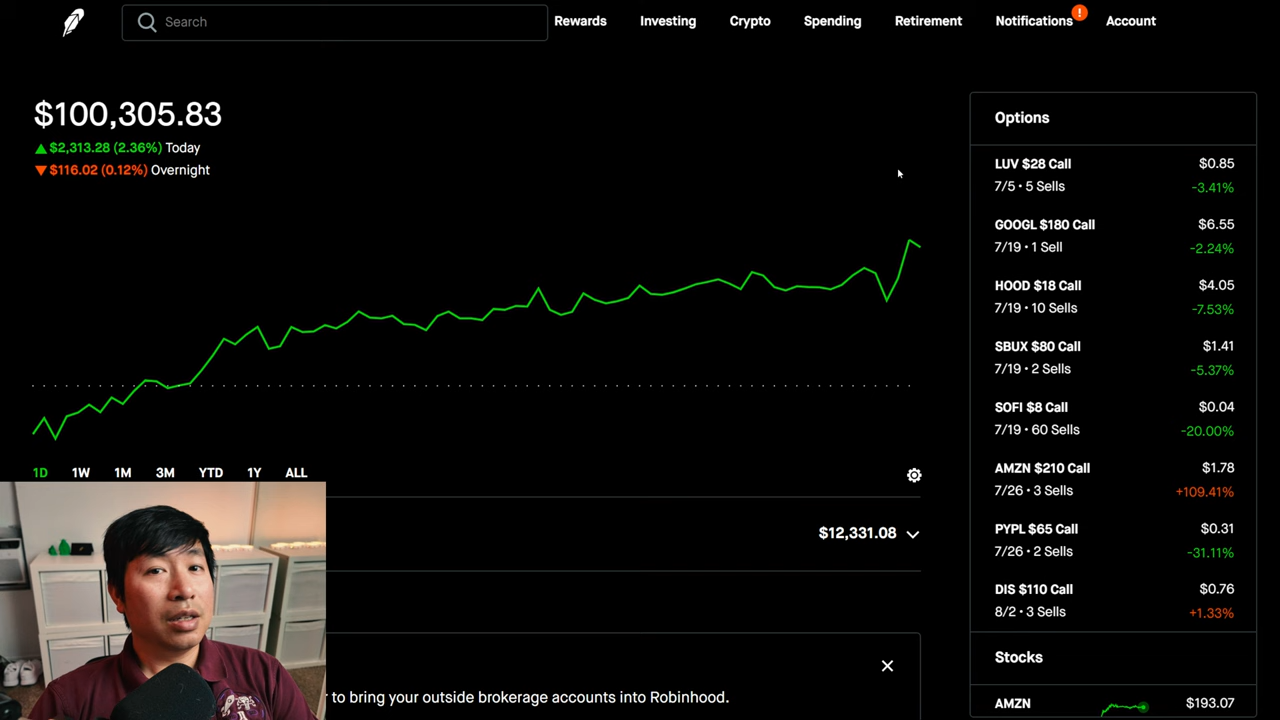 Search
Rewards Investing Crypto Spending Retirement Notifications ! Account
$100,305.83
▲ $2,313.28 (2.36%) Today
▼ $116.02 (0.12%) Overnight
1D 1W 1M 3M YTD 1Y ALL
$12,331.08
to bring your outside brokerage accounts into Robinhood.
Options
LUV $28 Call $0.85
7/5 • 5 Sells -3.41%
GOOGL $180 Call $6.55
7/19 • 1 Sell -2.24%
HOOD $18 Call $4.05
7/19 • 10 Sells -7.53%
SBUX $80 Call $1.41
7/19 • 2 Sells -5.37%
SOFI $8 Call $0.04
7/19 • 60 Sells -20.00%
AMZN $210 Call $1.78
7/26 • 3 Sells +109.41%
PYPL $65 Call $0.31
7/26 • 2 Sells -31.11%
DIS $110 Call $0.76
8/2 • 3 Sells +1.33%
Stocks
AMZN $193.07